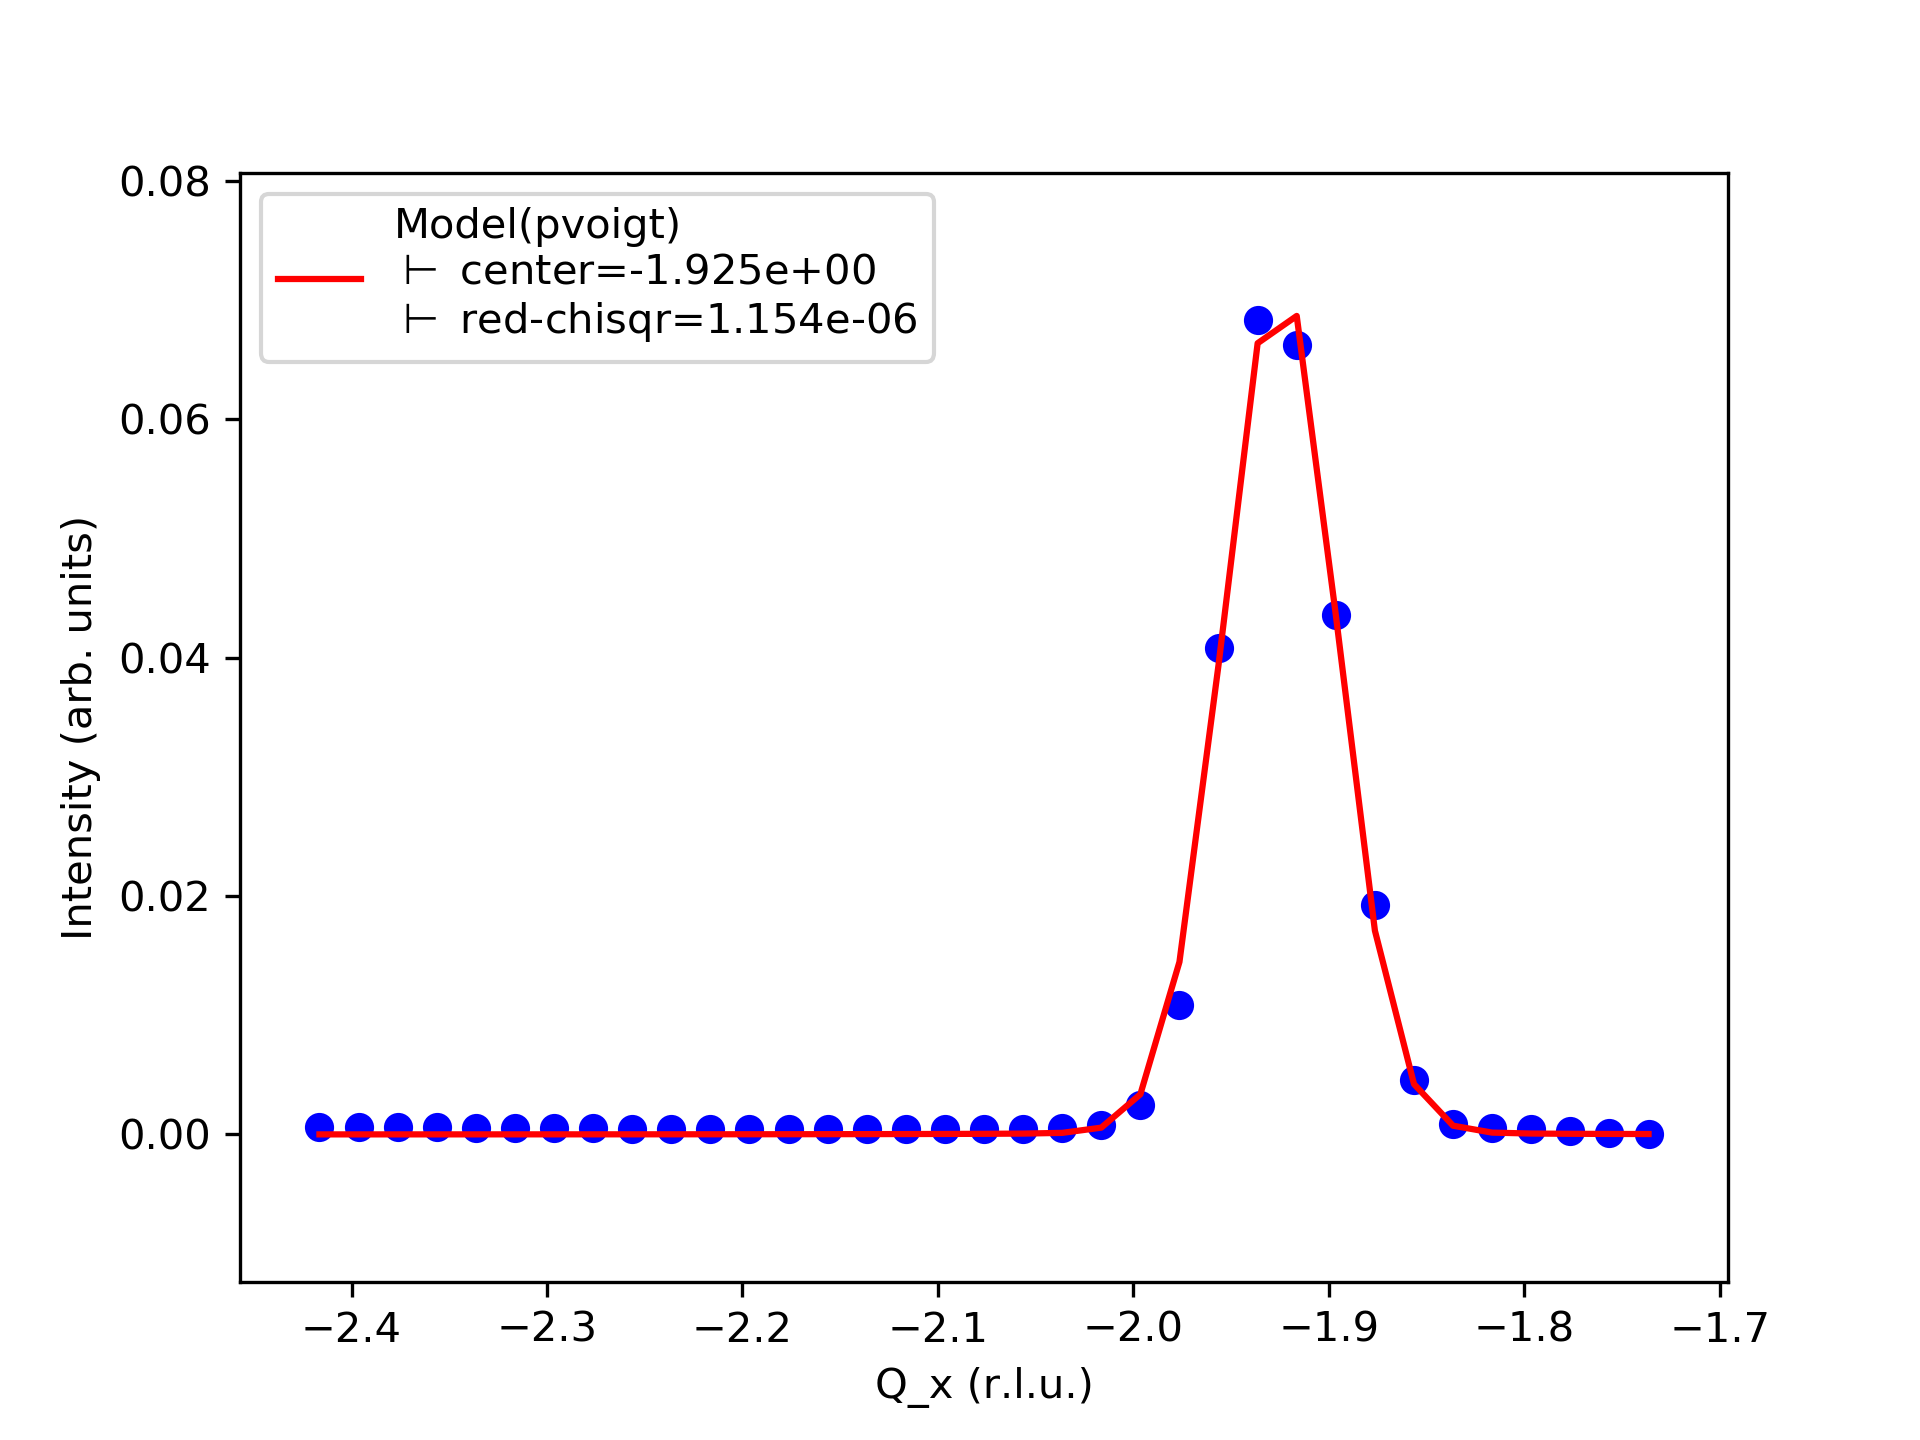 Model(pvoigt)
⊢ center=-1.925e+00
⊢ red-chisqr=1.154e-06
0.08
0.06
0.04
0.02
0.00
Intensity (arb. units)
−2.4 −2.3 −2.2 −2.1 −2.0 −1.9 −1.8 −1.7
Q_x (r.l.u.)